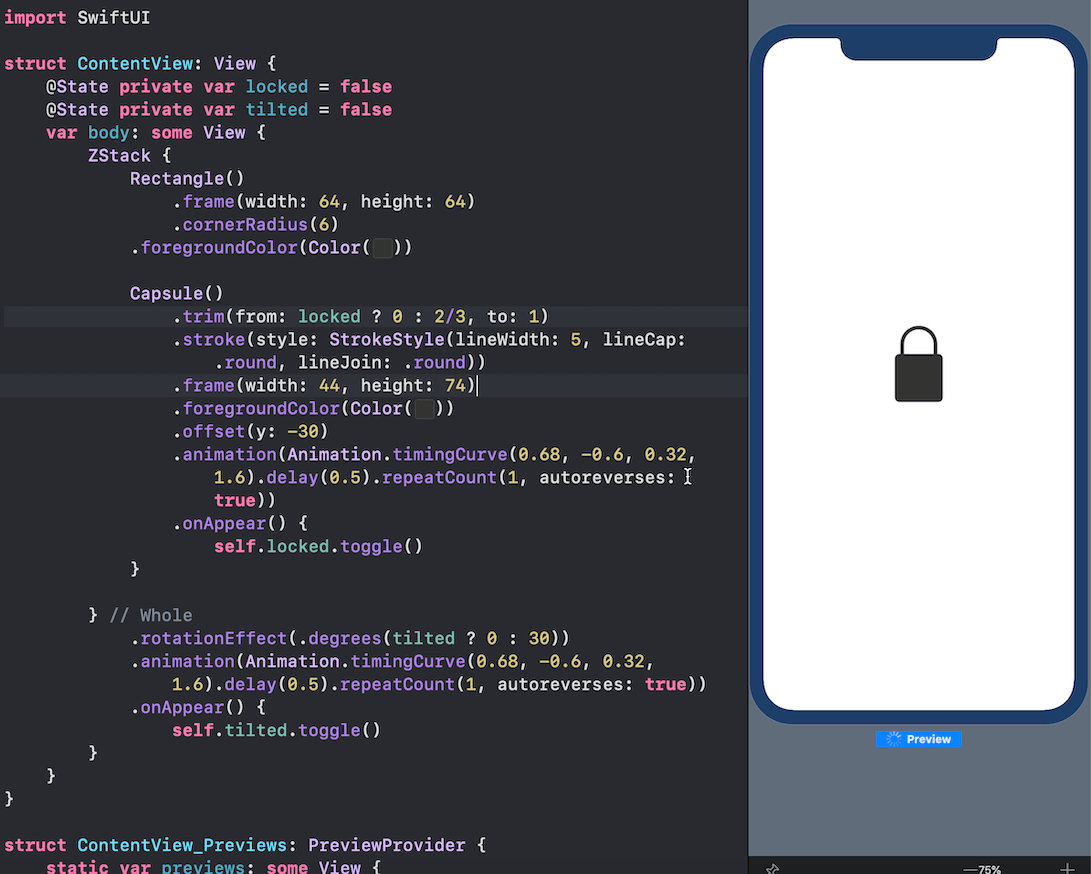 import SwiftUI

struct ContentView: View {
    @State private var locked = false
    @State private var tilted = false
    var body: some View {
        ZStack {
            Rectangle()
                .frame(width: 64, height: 64)
                .cornerRadius(6)
            .foregroundColor(Color( ))

            Capsule()
                .trim(from: locked ? 0 : 2/3, to: 1)
                .stroke(style: StrokeStyle(lineWidth: 5, lineCap:
                    .round, lineJoin: .round))
                .frame(width: 44, height: 74)
                .foregroundColor(Color( ))
                .offset(y: -30)
                .animation(Animation.timingCurve(0.68, -0.6, 0.32,
                    1.6).delay(0.5).repeatCount(1, autoreverses:
                    true))
                .onAppear() {
                    self.locked.toggle()
            }

        } // Whole
            .rotationEffect(.degrees(tilted ? 0 : 30))
            .animation(Animation.timingCurve(0.68, -0.6, 0.32,
                1.6).delay(0.5).repeatCount(1, autoreverses: true))
            .onAppear() {
                self.tilted.toggle()
        }
    }
}

struct ContentView_Previews: PreviewProvider {
    static var previews: some View {
Preview
75%